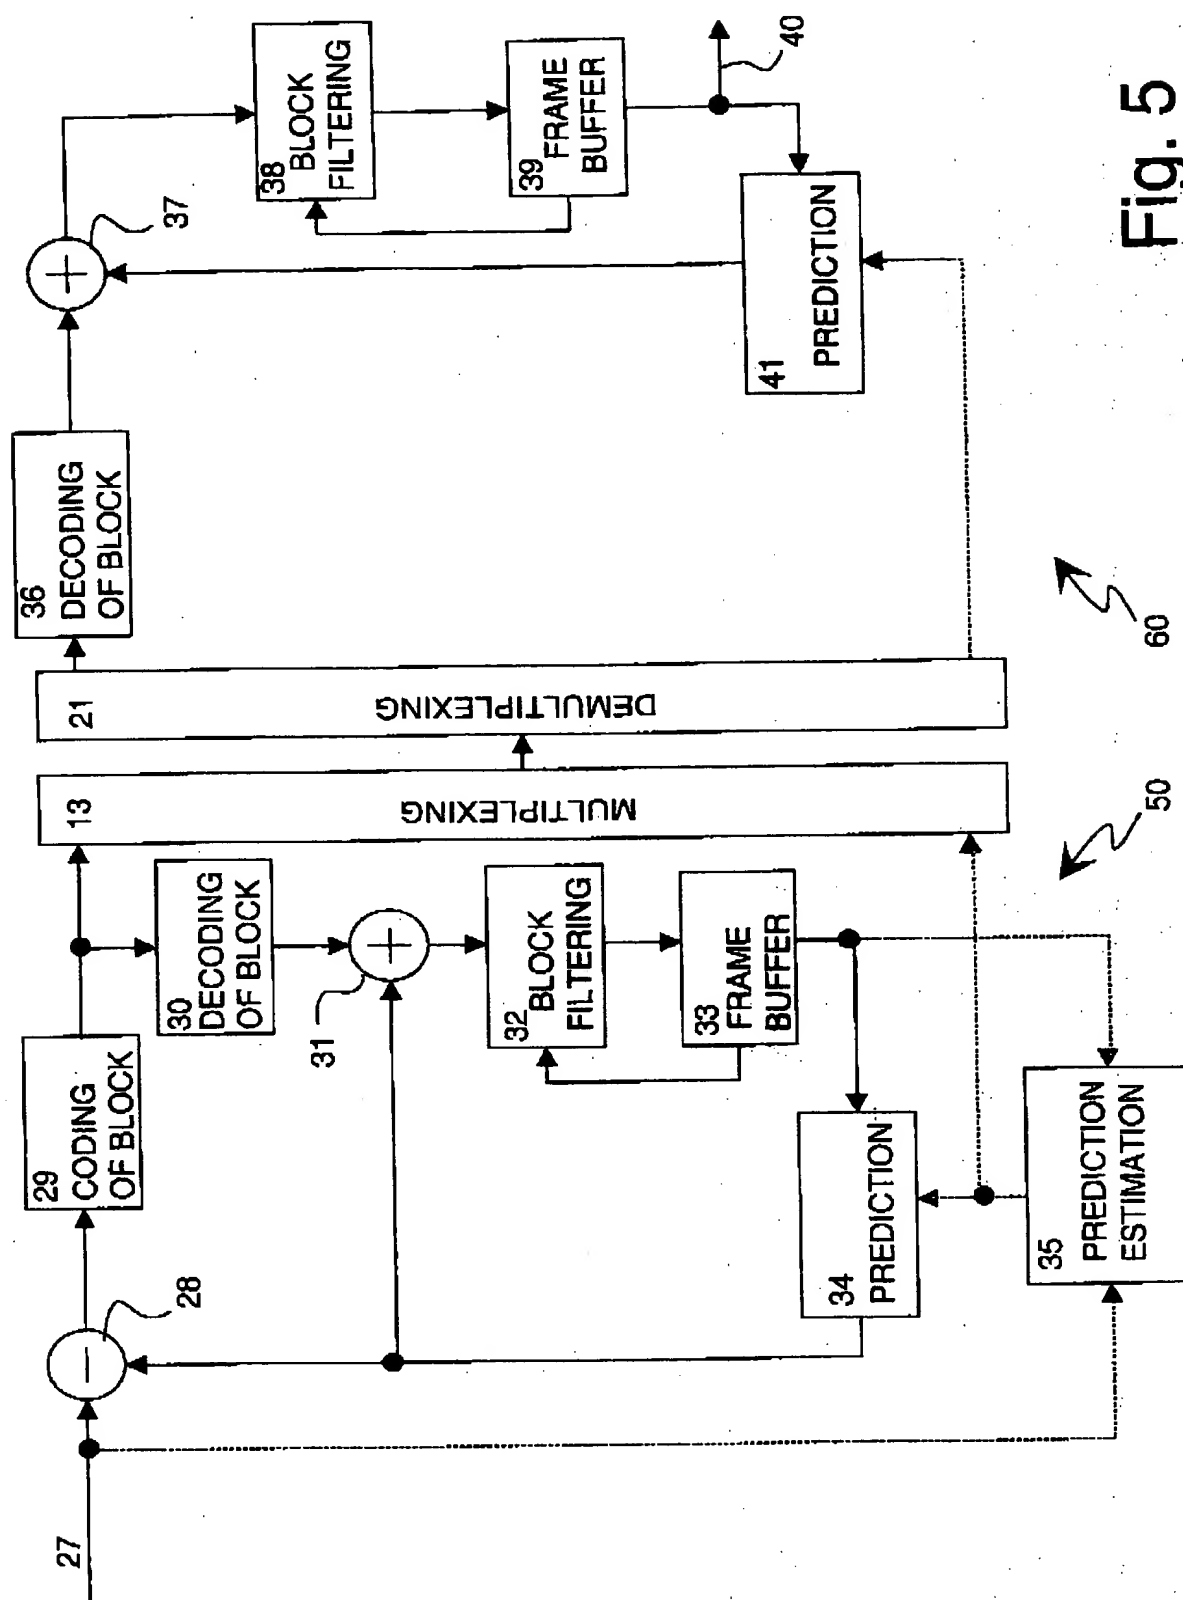 27
28
29
CODING
OF BLOCK
30
DECODING
OF BLOCK
31
32
BLOCK
FILTERING
33
FRAME
BUFFER
34
PREDICTION
35
PREDICTION
ESTIMATION
13
MULTIPLEXING
50
21
DEMULTIPLEXING
60
36
DECODING
OF BLOCK
37
38
BLOCK
FILTERING
39
FRAME
BUFFER
40
41
PREDICTION
Fig. 5